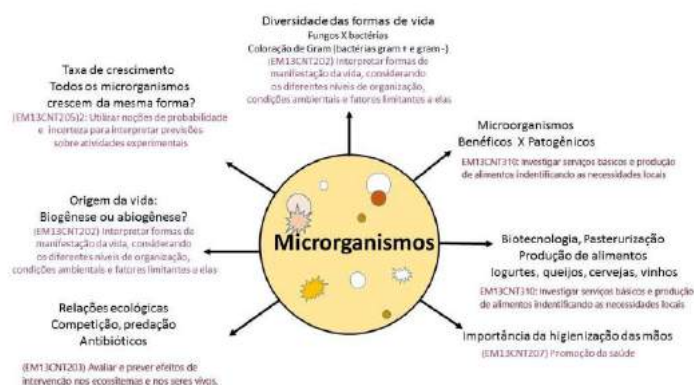 Diversidade das formas de vida
Fungos X bactérias
Coloração de Gram (bactérias gram + e gram -)
(EM13CNT202) Interpretar formas de
manifestação da vida, considerando
os diferentes níveis de organização,
condições ambientais e fatores limitantes a elas
Taxa de crescimento
Todos os microrganismos
crescem da mesma forma?
(EM13CNT205)2: Utilizar noções de probabilidade
e incerteza para interpretar previsões
sobre atividades experimentais
Microorganismos
Benéficos X Patogênicos
EM13CNT310: Investigar serviços básicos e produção
de alimentos indentificando as necessidades locais
Origem da vida:
Biogênese ou abiogênese?
(EM13CNT202) Interpretar formas de
manifestação da vida, considerando
os diferentes níveis de organização,
condições ambientais e fatores limitantes a elas
Microrganismos
Biotecnologia, Pasterurização
Produção de alimentos
Iogurtes, queijos, cervejas, vinhos
EM13CNT310: Investigar serviços básicos e produção
de alimentos indentificando as necessidades locais
Relações ecológicas
Competição, predação
Antibióticos
(EM13CNT203) Avaliar e prever efeitos de
intervenção nos ecossitemas e nos seres vivos.
Importância da higienização das mãos
(EM13CNT207) Promoção da saúde